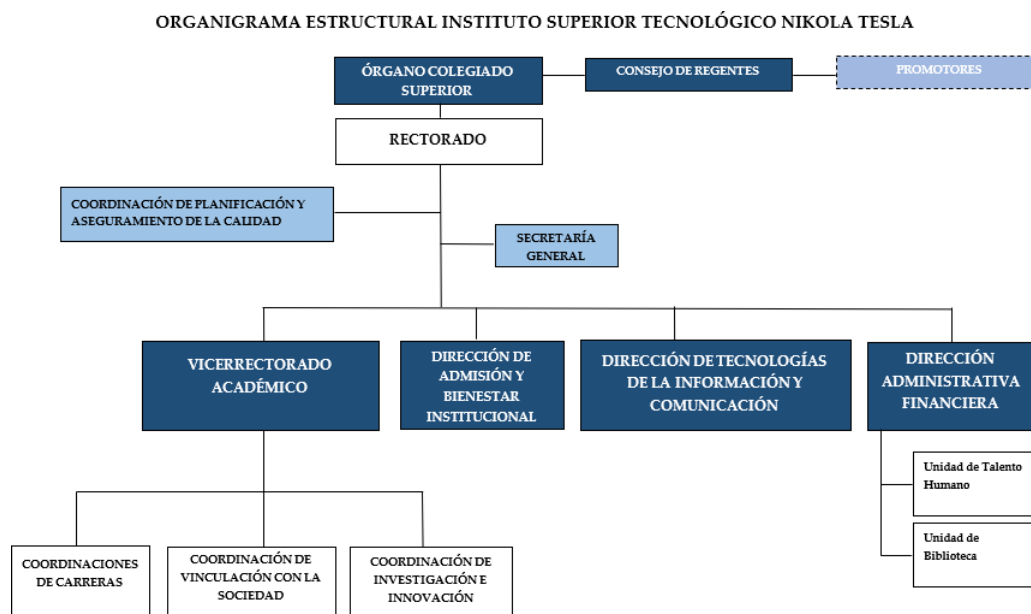 ORGANIGRAMA ESTRUCTURAL INSTITUTO SUPERIOR TECNOLÓGICO NIKOLA TESLA
ÓRGANO COLEGIADO
SUPERIOR
CONSEJO DE REGENTES
PROMOTORES
RECTORADO
COORDINACIÓN DE PLANIFICACIÓN Y
ASEGURAMIENTO DE LA CALIDAD
SECRETARÍA
GENERAL
VICERRECTORADO
ACADÉMICO
DIRECCIÓN DE
ADMISIÓN Y
BIENESTAR
INSTITUCIONAL
DIRECCIÓN DE TECNOLOGÍAS
DE LA INFORMACIÓN Y
COMUNICACIÓN
DIRECCIÓN
ADMINISTRATIVA
FINANCIERA
Unidad de Talento
Humano
Unidad de
Biblioteca
COORDINACIONES
DE CARRERAS
COORDINACIÓN DE
VINCULACIÓN CON LA
SOCIEDAD
COORDINACIÓN DE
INVESTIGACIÓN E
INNOVACIÓN